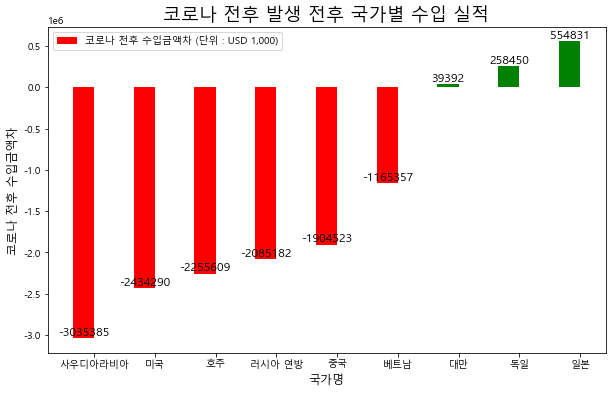 코로나 전후 발생 전후 국가별 수입 실적
1e6
코로나 전후 수입금액차 (단위 : USD 1,000)
554831
258450
39392
-1165357
-1904523
-2085182
-2255609
-2434290
-3035385
0.5
0.0
-0.5
-1.0
-1.5
-2.0
-2.5
-3.0
코로나 전후 수입금액차
사우디아라비아 미국 호주 러시아 연방 중국 베트남 대만 독일 일본
국가명